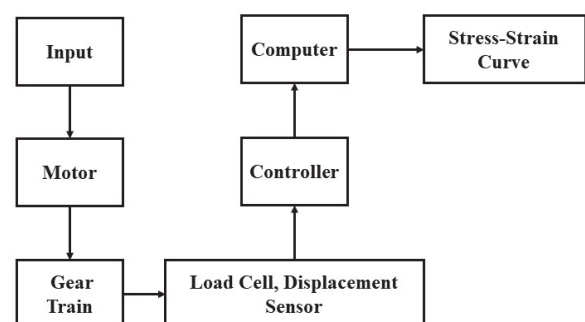 Input
Motor
Gear
Train
Load Cell, Displacement
Sensor
Controller
Computer
Stress-Strain
Curve